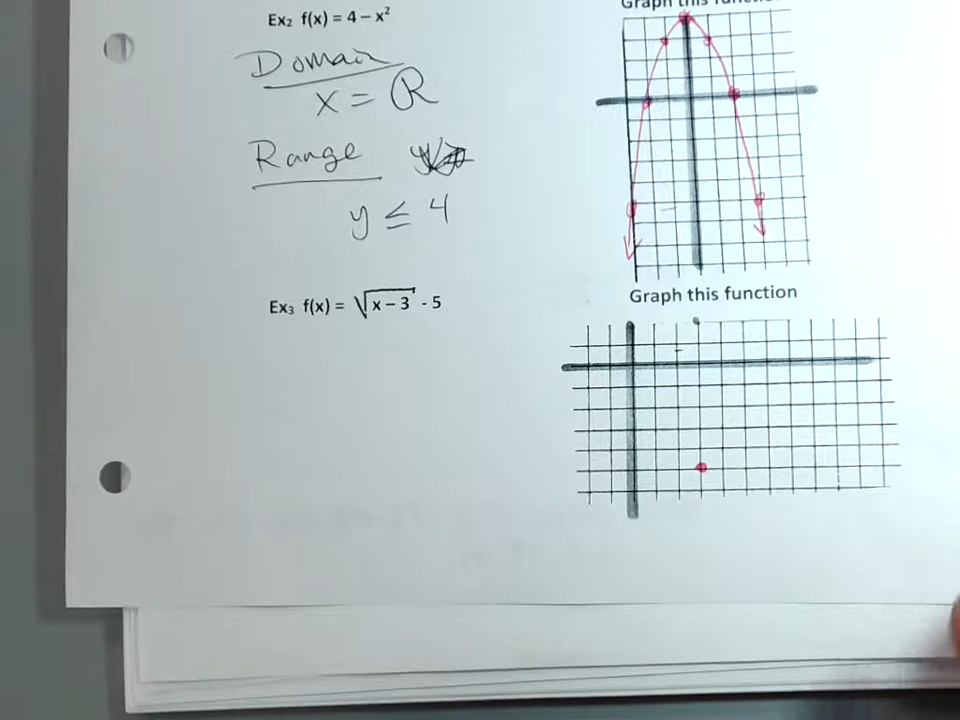 Graph this function
Ex2 f(x) = 4 – x²
Domain
x = ℝ
Range
y ≤ 4
Graph this function
Ex3 f(x) = √(x – 3) - 5